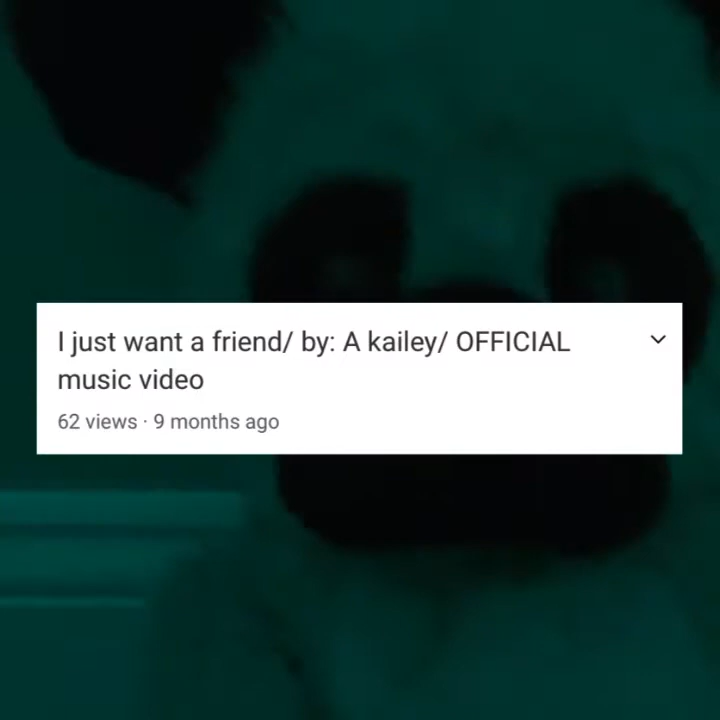 I just want a friend/ by: A kailey/ OFFICIAL
music video
62 views · 9 months ago